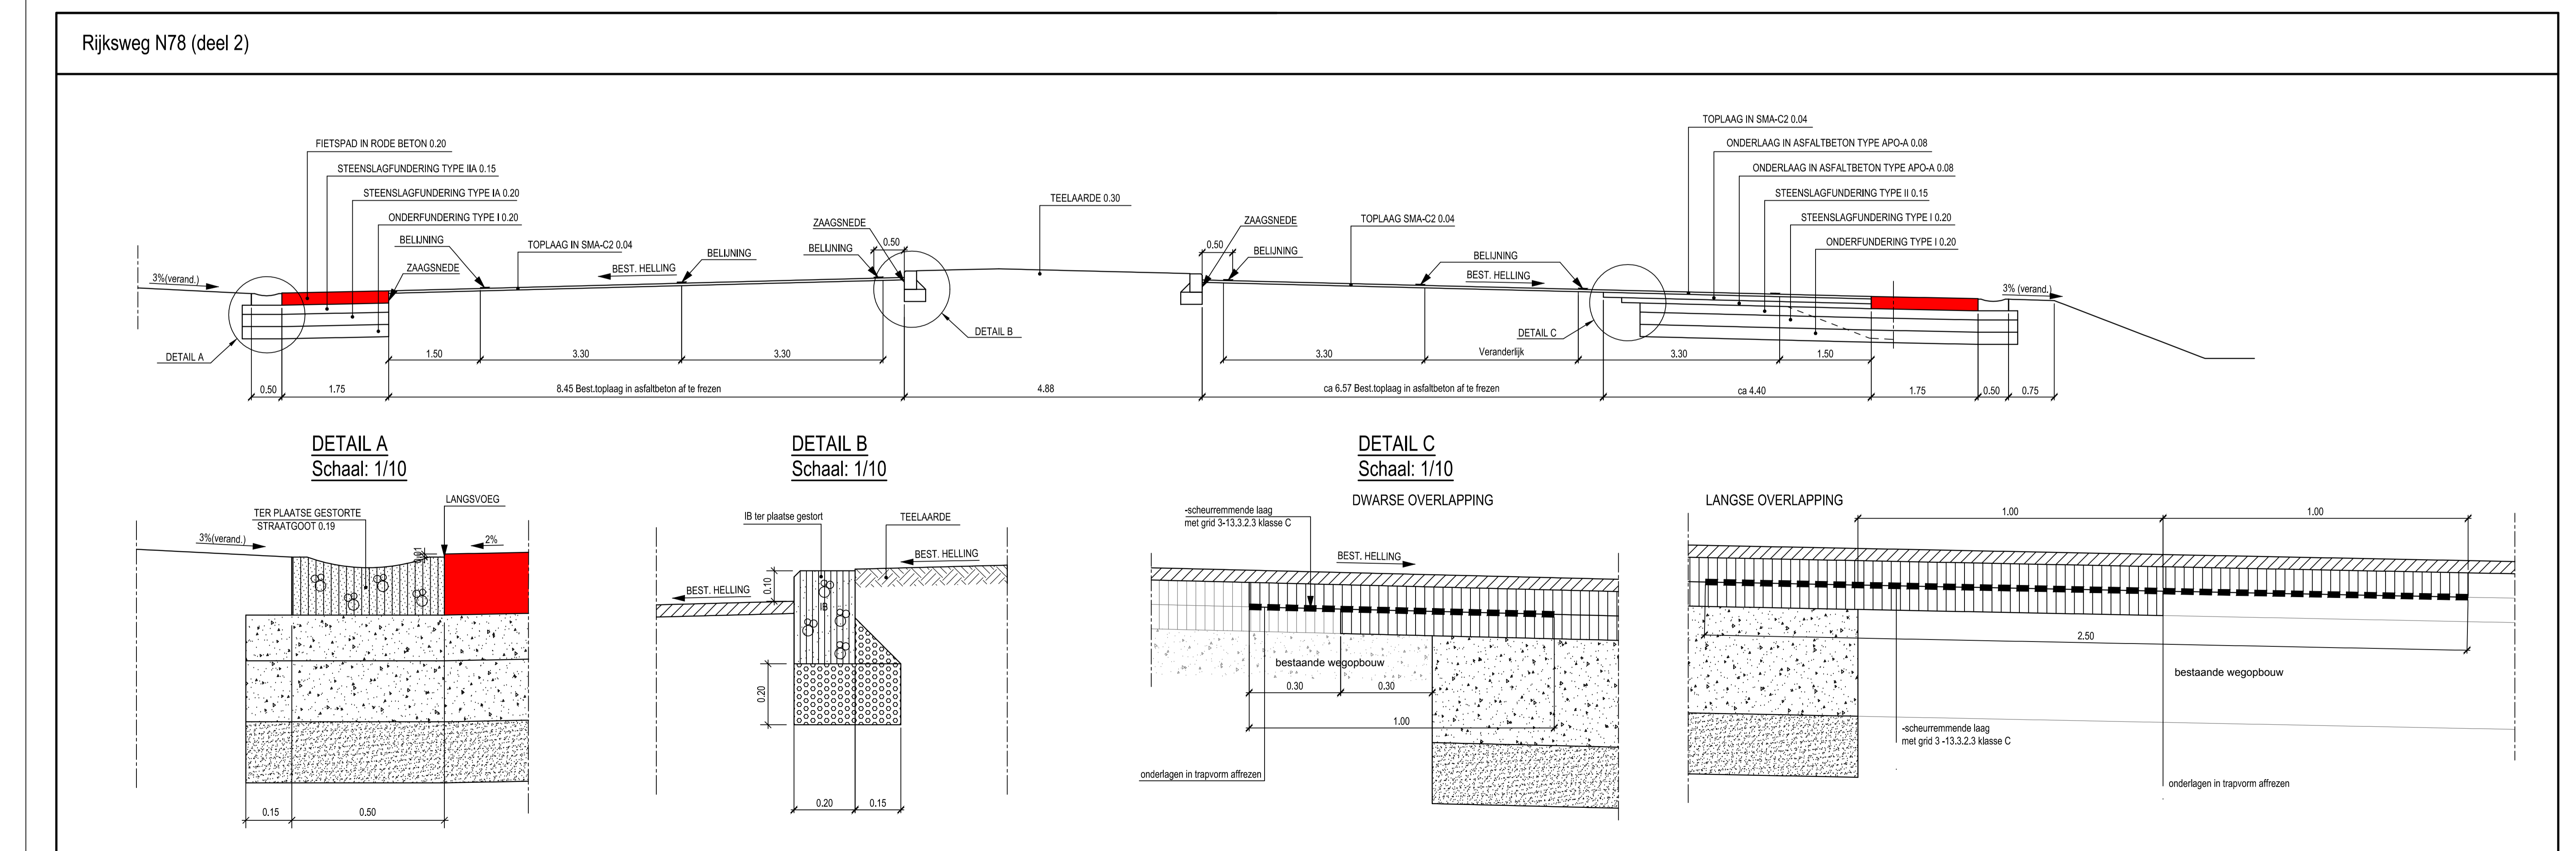 Rijksweg N78 (deel 2)
FIETSPAD IN RODE BETON 0.20
STEENSLAGFUNDERING TYPE IIA 0.15
STEENSLAGFUNDERING TYPE IA 0.20
ONDERFUNDERING TYPE I 0.20
BELIJNING
TOPLAAG IN SMA-C2 0.04
ZAAGSNEDE
3%(verand.)
DETAIL A
BEST. HELLING
BELIJNING
ZAAGSNEDE
BELIJNING
0.50
DETAIL B
TEELAARDE 0.30
ZAAGSNEDE
0.50
BELIJNING
TOPLAAG SMA-C2 0.04
BELIJNING
BEST. HELLING
DETAIL C
TOPLAAG IN SMA-C2 0.04
ONDERLAAG IN ASFALTBETON TYPE APO-A 0.08
ONDERLAAG IN ASFALTBETON TYPE APO-A 0.08
STEENSLAGFUNDERING TYPE II 0.15
STEENSLAGFUNDERING TYPE I 0.20
ONDERFUNDERING TYPE I 0.20
3% (verand.)
1.50
3.30
3.30
3.30
Veranderlijk
3.30
1.50
0.50
1.75
8.45 Best.toplaag in asfaltbeton af te frezen
4.88
ca 6.57 Best.toplaag in asfaltbeton af te frezen
ca 4.40
1.75
0.50
0.75
DETAIL A
Schaal: 1/10
LANGSVOEG
TER PLAATSE GESTORTE
STRAATGOOT 0.19
3%(verand.)
0.01
2%
0.15
0.50
DETAIL B
Schaal: 1/10
IB ter plaatse gestort
TEELAARDE
BEST. HELLING
BEST. HELLING
0.10
IB
0.20
0.20
0.15
DETAIL C
Schaal: 1/10
DWARSE OVERLAPPING
-scheurremmende laag
met grid 3-13.3.2.3 klasse C
BEST. HELLING
bestaande wegopbouw
0.30
0.30
1.00
onderlagen in trapvorm affrezen
LANGSE OVERLAPPING
1.00
1.00
2.50
bestaande wegopbouw
-scheurremmende laag
met grid 3 -13.3.2.3 klasse C
onderlagen in trapvorm affrezen